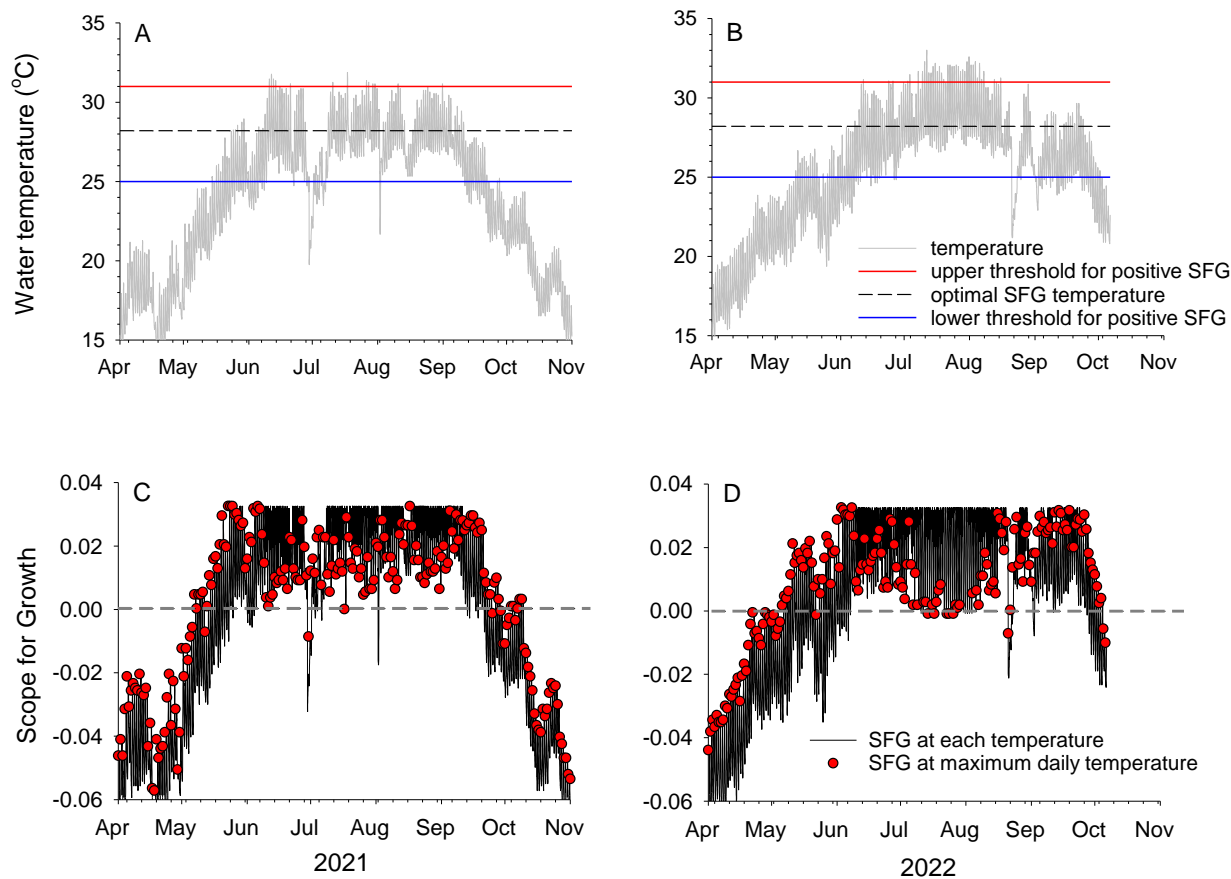 A
B
Water temperature (°C)
35
30
25
20
15
Apr May Jun Jul Aug Sep Oct Nov
35
30
25
20
15
Apr May Jun Jul Aug Sep Oct Nov
temperature
upper threshold for positive SFG
optimal SFG temperature
lower threshold for positive SFG
C
D
Scope for Growth
0.04
0.02
0.00
-0.02
-0.04
-0.06
Apr May Jun Jul Aug Sep Oct Nov
2021
0.04
0.02
0.00
-0.02
-0.04
-0.06
SFG at each temperature
SFG at maximum daily temperature
Apr May Jun Jul Aug Sep Oct Nov
2022